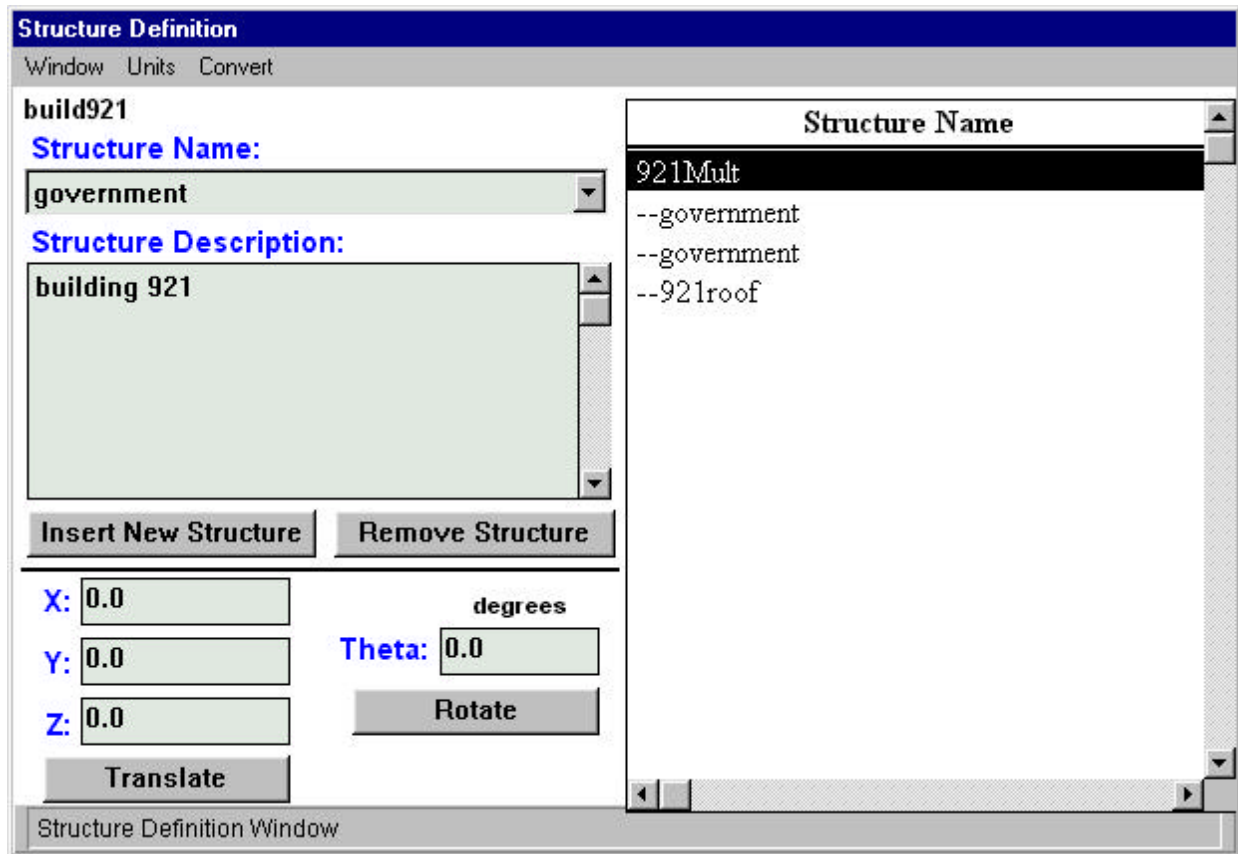 Structure Definition
Window Units Convert
build921
Structure Name:
government
Structure Description:
building 921
Insert New Structure Remove Structure
X: 0.0
Y: 0.0
Z: 0.0
Translate
degrees
Theta: 0.0
Rotate
Structure Name
921Mult
--government
--government
--921roof
Structure Definition Window